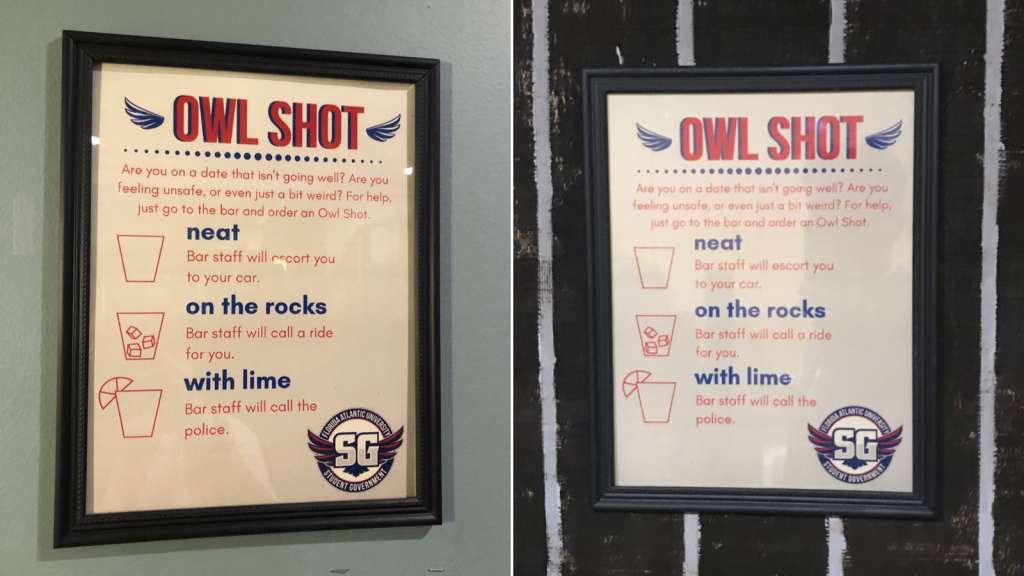 OWL SHOT
Are you on a date that isn't going well? Are you
feeling unsafe, or even just a bit weird? For help,
just go to the bar and order an Owl Shot.
neat
Bar staff will escort you
to your car.
on the rocks
Bar staff will call a ride
for you.
with lime
Bar staff will call the
police.
FLORIDA ATLANTIC UNIVERSITY
SG
STUDENT GOVERNMENT
OWL SHOT
Are you on a date that isn't going well? Are you
feeling unsafe, or even just a bit weird? For help,
just go to the bar and order an Owl Shot.
neat
Bar staff will escort you
to your car.
on the rocks
Bar staff will call a ride
for you.
with lime
Bar staff will call the
police.
FLORIDA ATLANTIC UNIVERSITY
SG
STUDENT GOVERNMENT